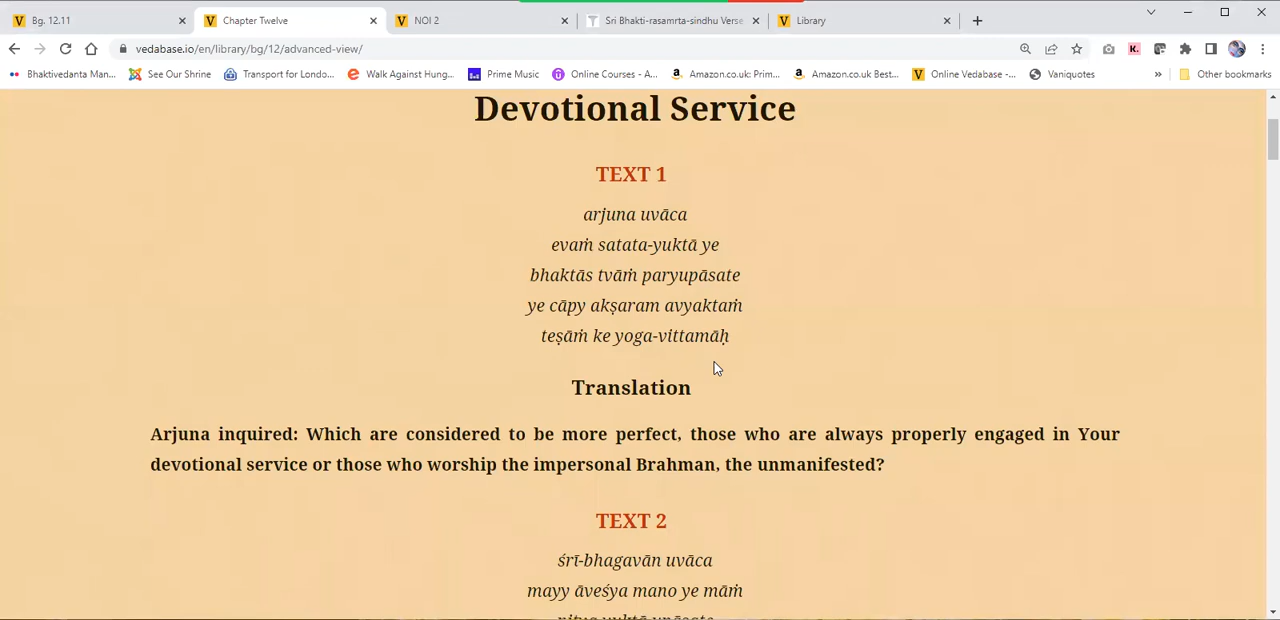 Bg. 12.11
Chapter Twelve
NOI 2
Sri Bhakti-rasamrta-sindhu Verse
Library
vedabase.io/en/library/bg/12/advanced-view/
Bhaktivedanta Man...
See Our Shrine
Transport for Londo...
Walk Against Hung...
Prime Music
Online Courses - A...
Amazon.co.uk: Prim...
Amazon.co.uk Best...
Online Vedabase -...
Vaniquotes
Other bookmarks
Devotional Service
TEXT 1
arjuna uvāca
evaṁ satata-yuktā ye
bhaktās tvāṁ paryupāsate
ye cāpy akṣaram avyaktaṁ
teṣāṁ ke yoga-vittamāḥ
Translation
Arjuna inquired: Which are considered to be more perfect, those who are always properly engaged in Your
devotional service or those who worship the impersonal Brahman, the unmanifested?
TEXT 2
śrī-bhagavān uvāca
mayy āveśya mano ye māṁ
nitya-yuktā upāsate